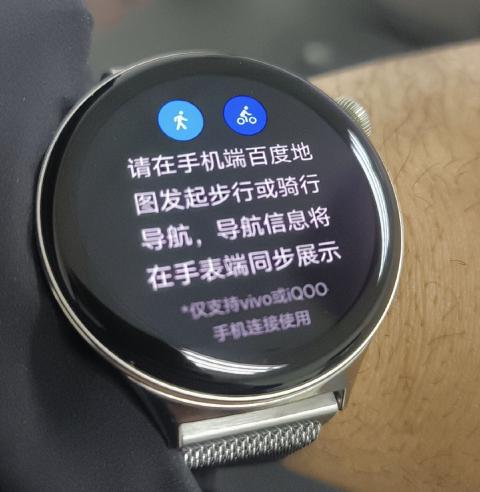 请在手机端百度地
图发起步行或骑行
导航，导航信息将
在手表端同步展示
*仅支持vivo或iQOO
手机连接使用